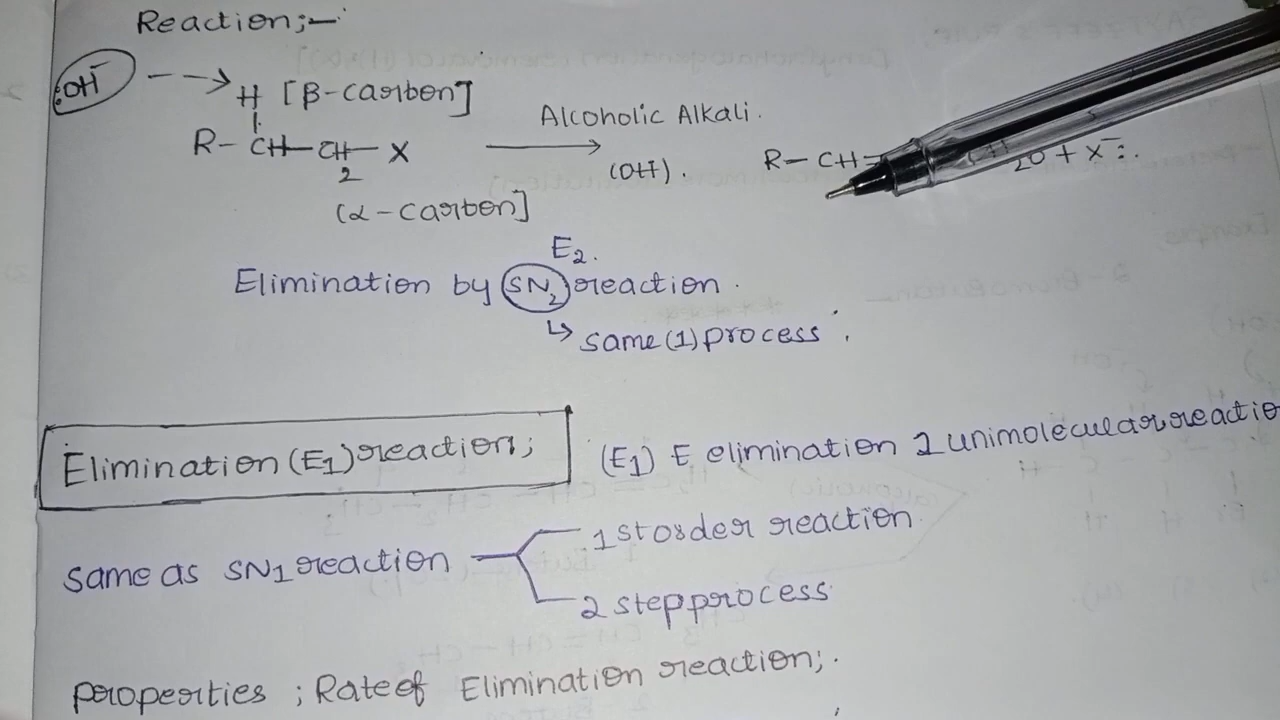 Reaction;-
:OH⁻ - - -> H [β-carbon]
R- CH - CH2 - X ⟶ Alcoholic Alkali. (OH⁻). R- CH= 2O + X⁻:.
(α-carbon]
E2.
Elimination by SN2 reaction.
↳ same (1) process.
Elimination (E1) reaction; (E1) E elimination 1 unimolecular reactio
same as SN1 reaction
1st order reaction
2 step process
properties ; Rate of Elimination reaction;.